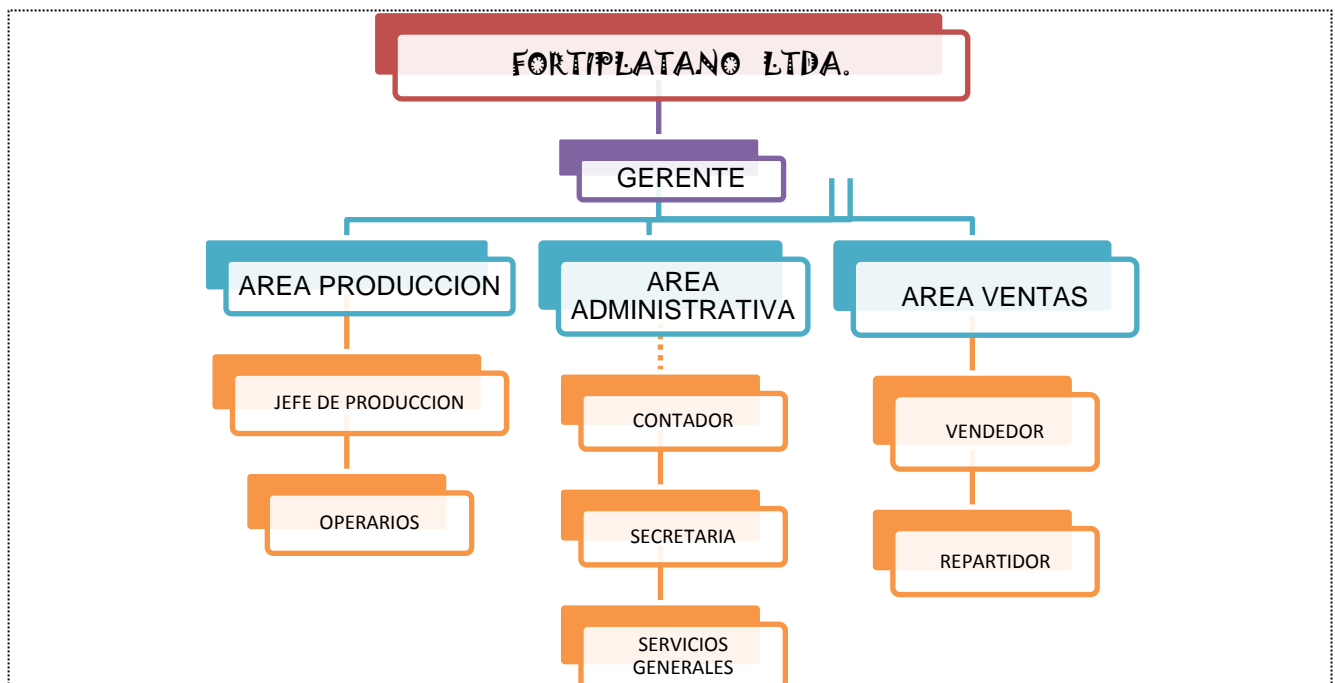 FORTIPLATANO LTDA.
GERENTE
AREA PRODUCCION
JEFE DE PRODUCCION
OPERARIOS
AREA
ADMINISTRATIVA
CONTADOR
SECRETARIA
SERVICIOS
GENERALES
AREA VENTAS
VENDEDOR
REPARTIDOR